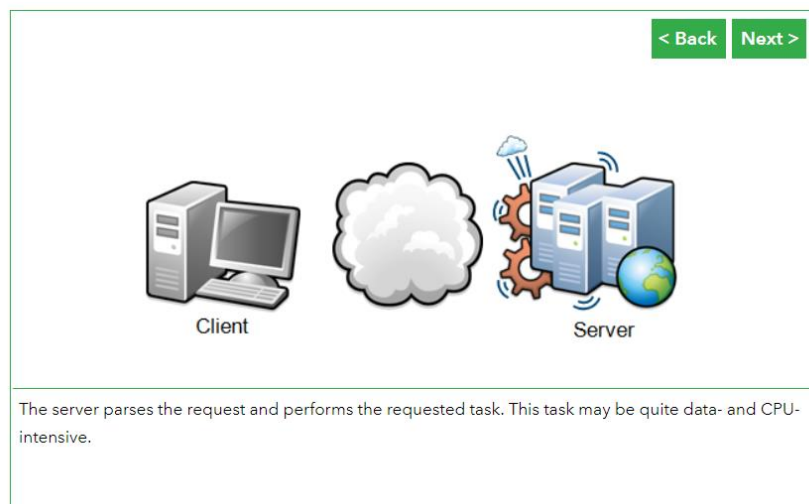 < Back Next >
Client
Server
The server parses the request and performs the requested task. This task may be quite data- and CPU-
intensive.